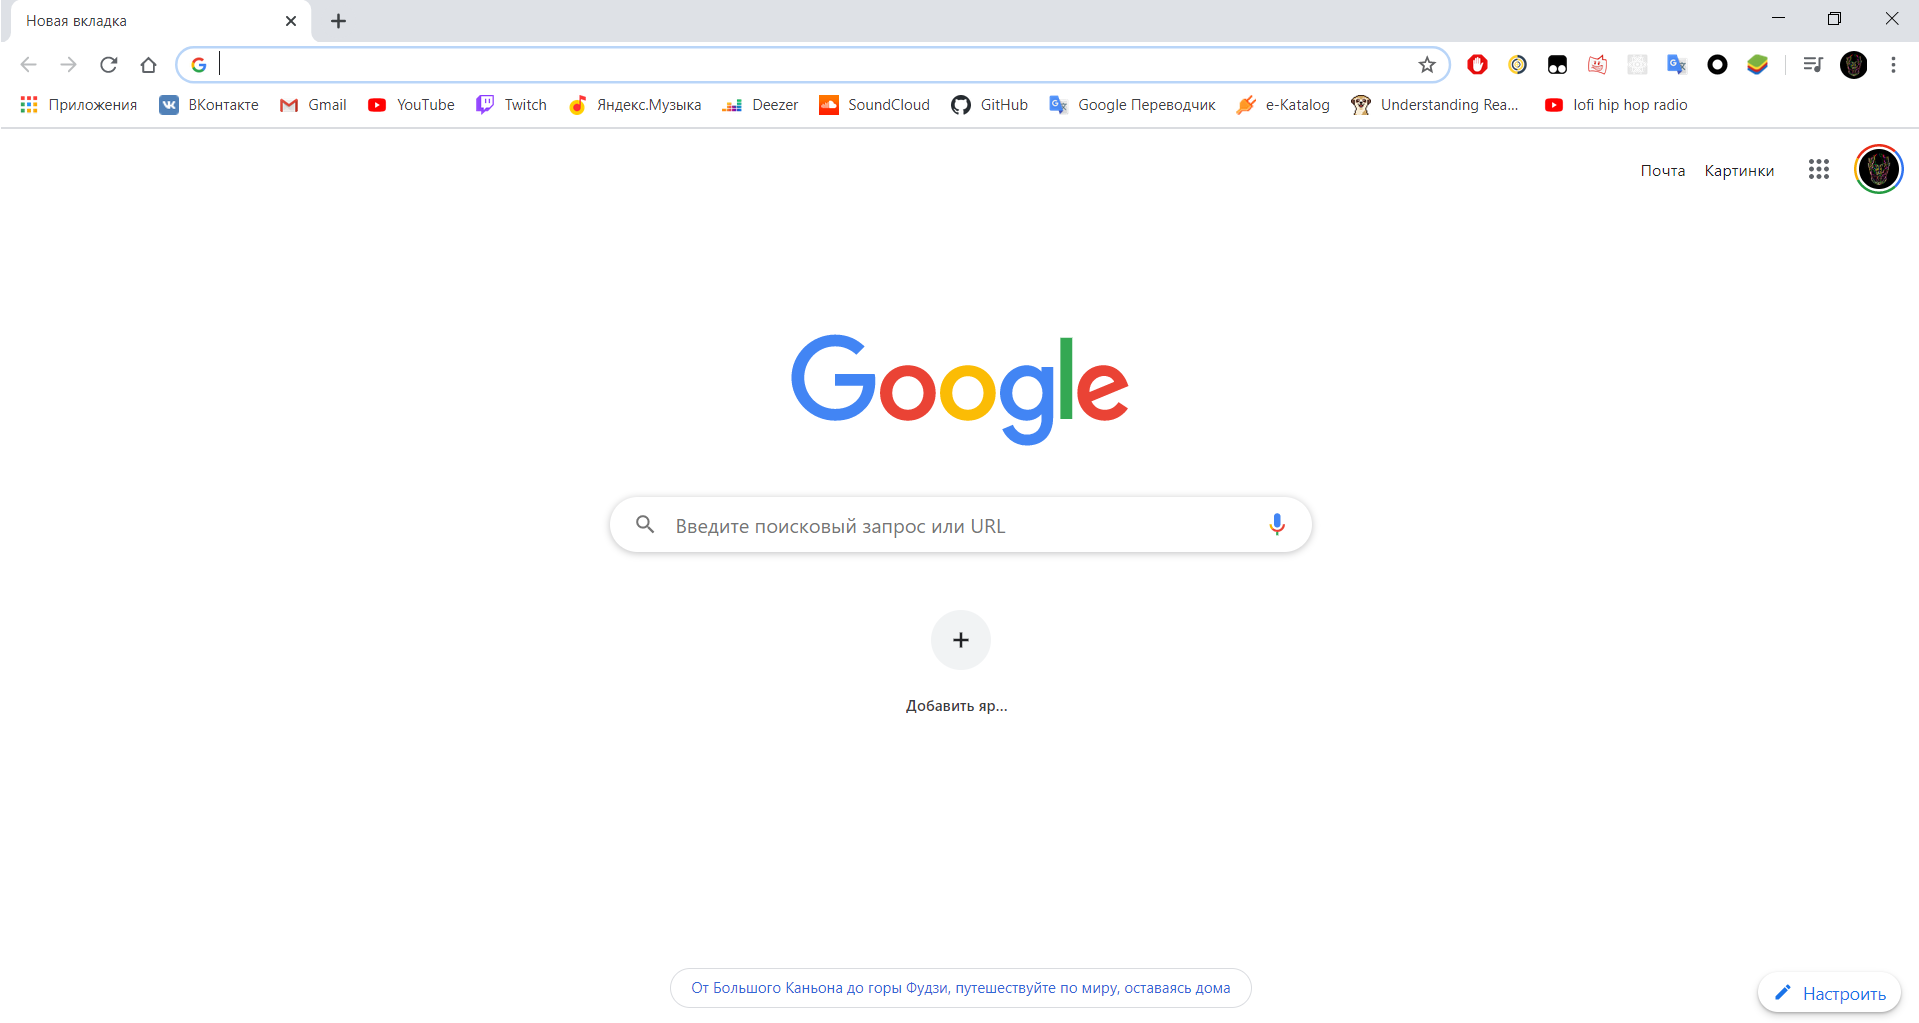 Новая вкладка
Приложения ВКонтакте Gmail YouTube Twitch Яндекс.Музыка Deezer SoundCloud GitHub Google Переводчик e-Katalog Understanding Rea... lofi hip hop radio
Почта Картинки
Google
Введите поисковый запрос или URL
Добавить яр...
От Большого Каньона до горы Фудзи, путешествуйте по миру, оставаясь дома
Настроить